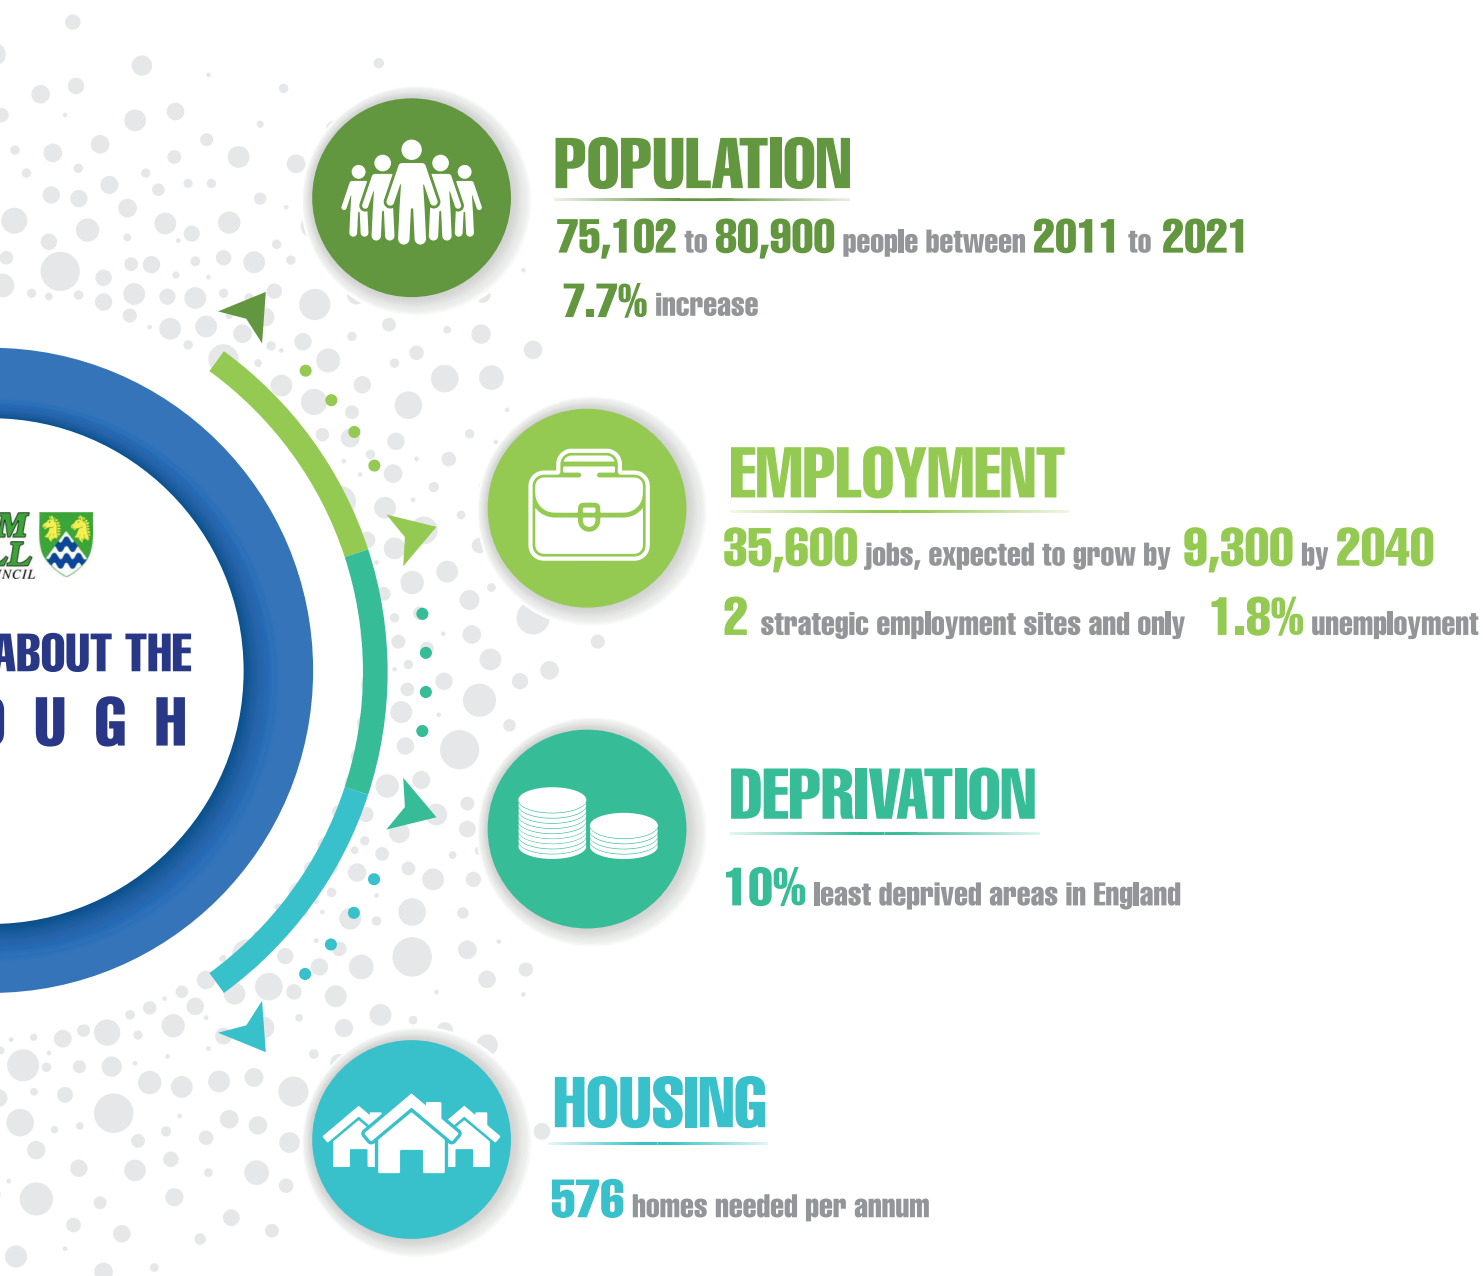 POPULATION
75,102 to 80,900 people between 2011 to 2021
7.7% increase
EMPLOYMENT
35,600 jobs, expected to grow by 9,300 by 2040
2 strategic employment sites and only 1.8% unemployment
ABOUT THE
UGH
DEPRIVATION
10% least deprived areas in England
HOUSING
576 homes needed per annum